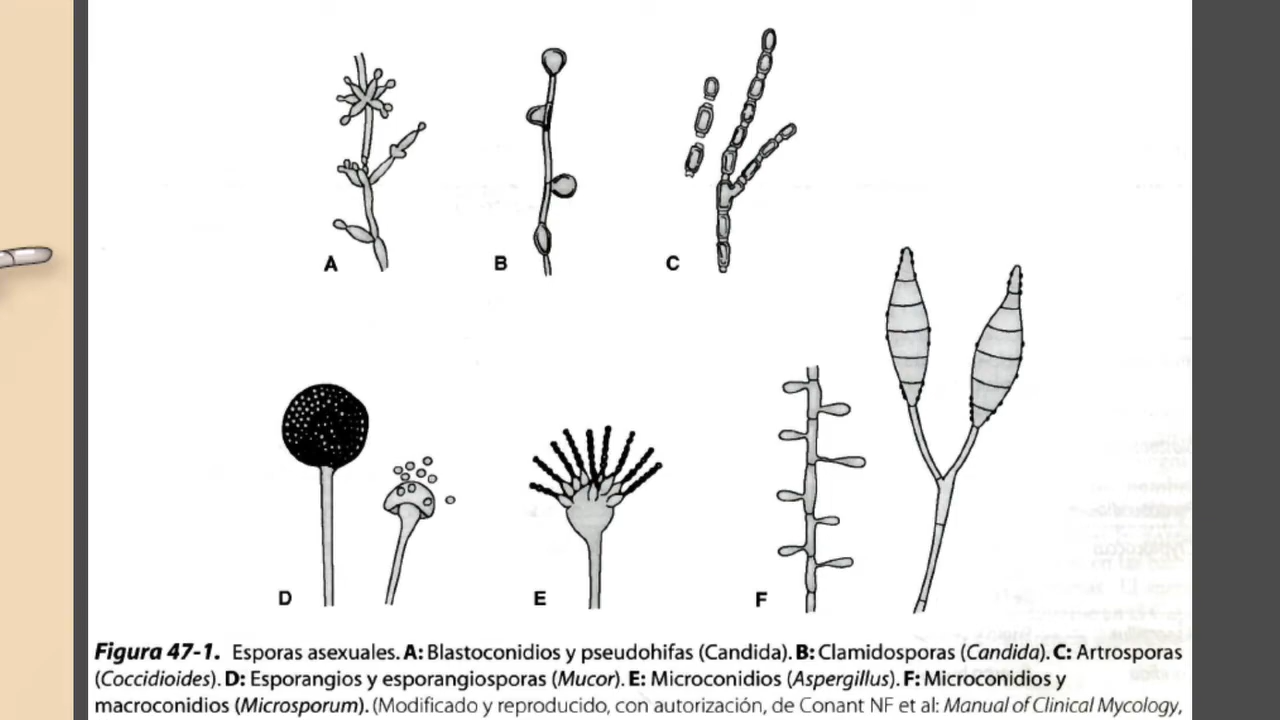 A
B
C
D
E
F
Figura 47-1. Esporas asexuales. A: Blastoconidios y pseudohifas (Candida). B: Clamidosporas (Candida). C: Artrosporas
(Coccidioides). D: Esporangios y esporangiosporas (Mucor). E: Microconidios (Aspergillus). F: Microconidios y
macroconidios (Microsporum). (Modificado y reproducido, con autorización, de Conant NF et al: Manual of Clinical Mycology,